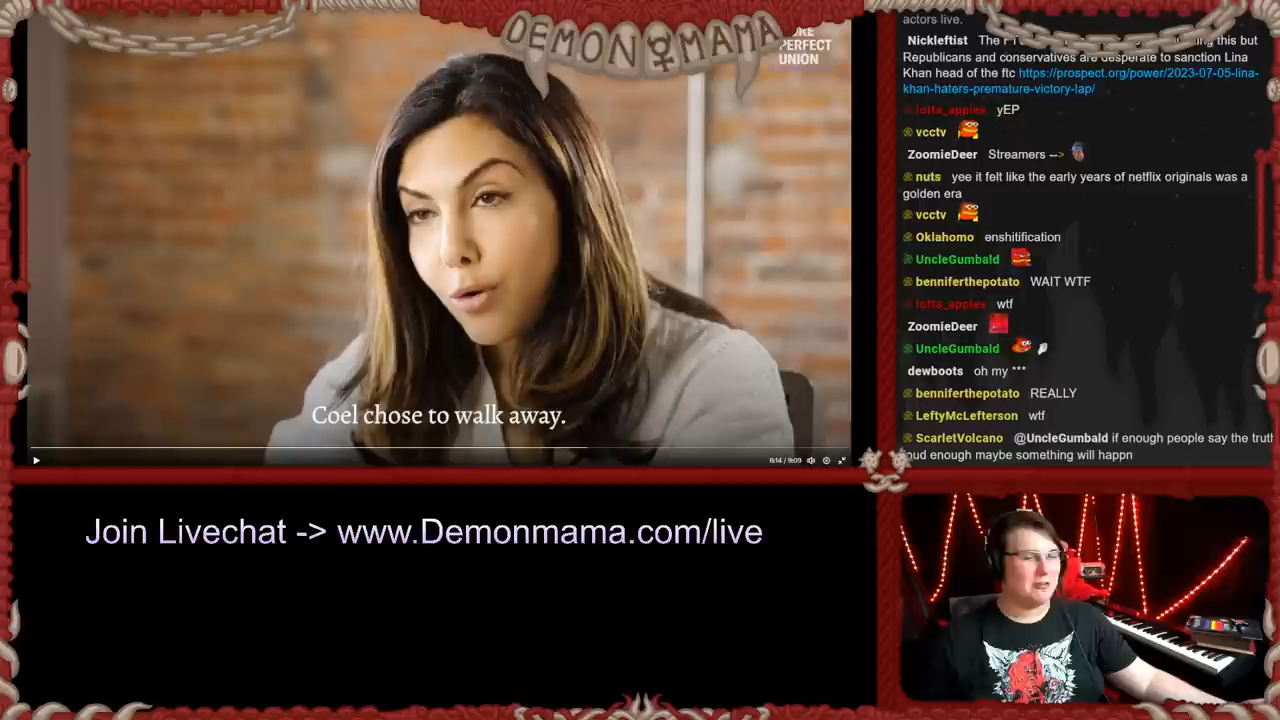 DEMON MAMA
PERFECT
UNION
Coel chose to walk away.
6:14 / 9:09
Join Livechat -> www.Demonmama.com/live
actors live.
Nickleftist The
ing this but
Republicans and conservatives are desperate to sanction Lina
Khan head of the ftc https://prospect.org/power/2023-07-05-lina-
khan-haters-premature-victory-lap/
lotta_apples yEP
vcctv
ZoomieDeer Streamers -->
nuts yee it felt like the early years of netflix originals was a
golden era
vcctv
Oklahomo enshitification
UncleGumbald
benniferthepotato WAIT WTF
lotta_apples wtf
ZoomieDeer
UncleGumbald
dewboots oh my ***
benniferthepotato REALLY
LeftyMcLefterson wtf
ScarletVolcano @UncleGumbald if enough people say the truth
oud enough maybe something will happn